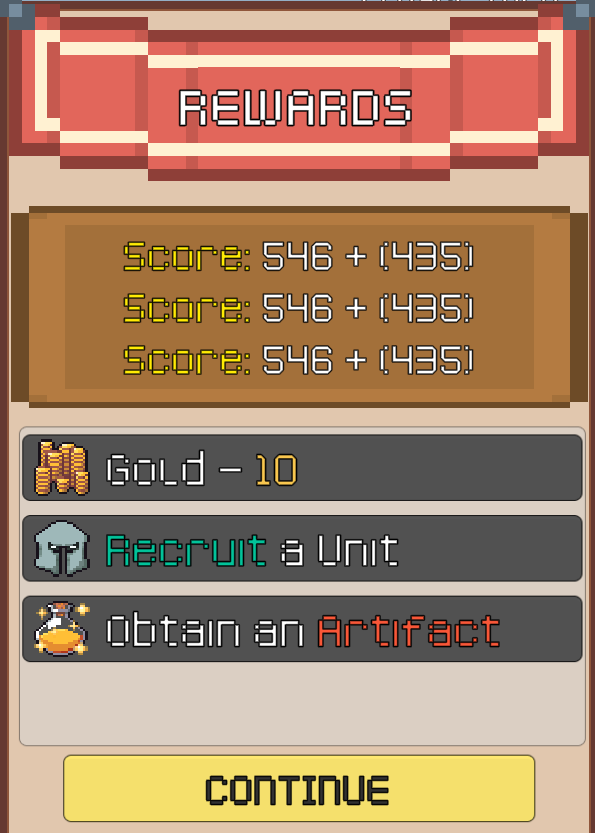 REWARDS
Score: 546 + (435)
Score: 546 + (435)
Score: 546 + (435)
Gold - 10
Recruit a Unit
Obtain an Artifact
CONTINUE